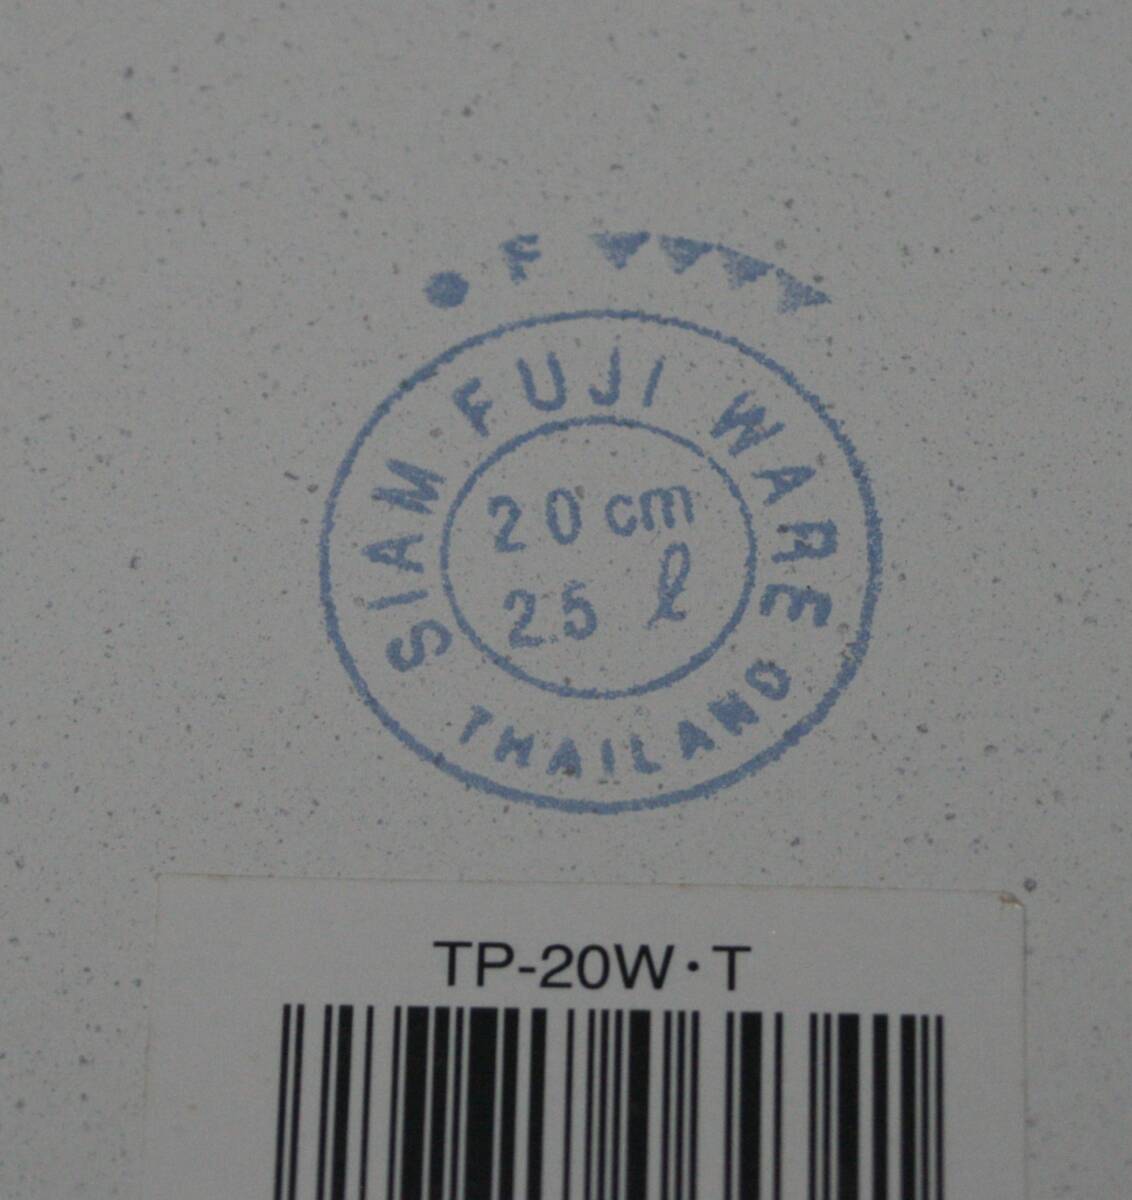 F
SIAM FUJI WARE
20 cm
2.5 ℓ
THAILAND
TP-20W·T